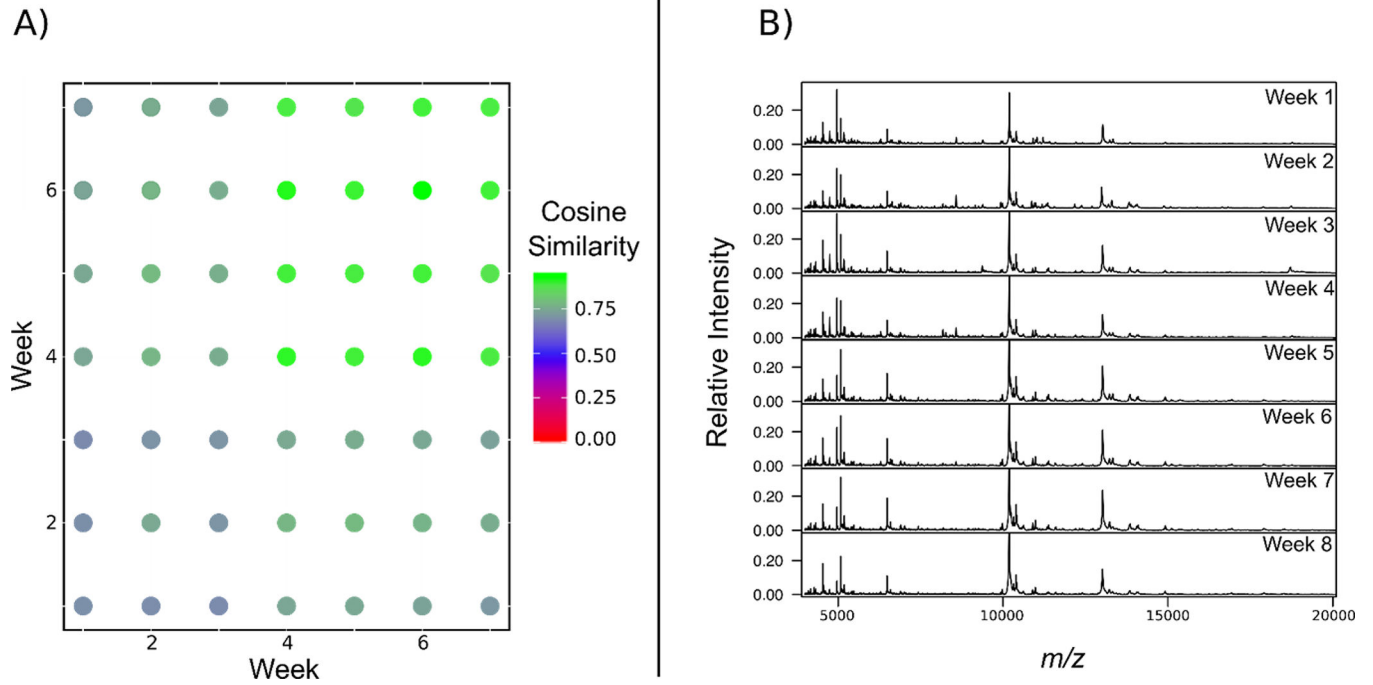 A)
6
4
2
Week
2
4
6
Week
Cosine
Similarity
0.75
0.50
0.25
0.00
B)
Relative Intensity
0.20
0.00
Week 1
0.20
0.00
Week 2
0.20
0.00
Week 3
0.20
0.00
Week 4
0.20
0.00
Week 5
0.20
0.00
Week 6
0.20
0.00
Week 7
0.20
0.00
Week 8
5000
10000
15000
20000
m/z